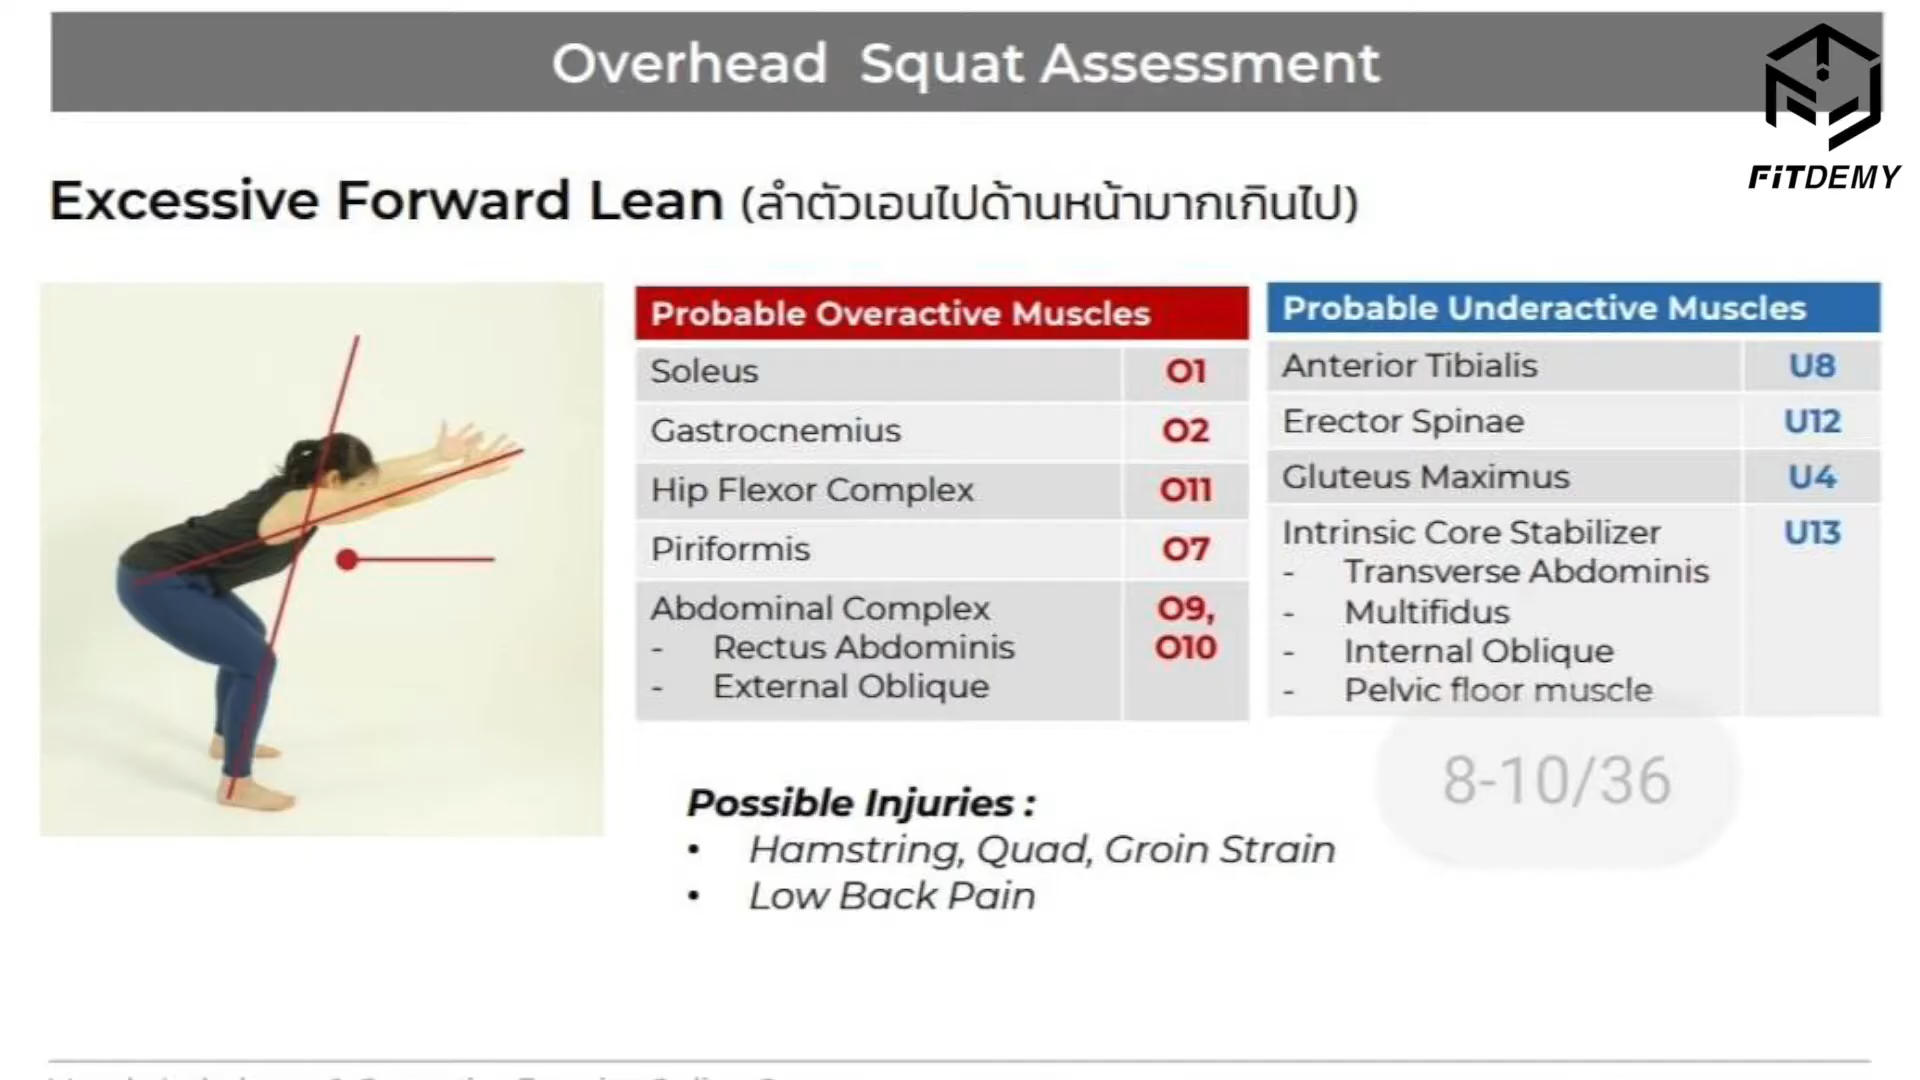 Overhead Squat Assessment
FiTDEMY
Excessive Forward Lean (ลำตัวเอนไปด้านหน้ามากเกินไป)
Probable Overactive Muscles
Soleus O1
Gastrocnemius O2
Hip Flexor Complex O11
Piriformis O7
Abdominal Complex O9,
- Rectus Abdominis O10
- External Oblique
Probable Underactive Muscles
Anterior Tibialis U8
Erector Spinae U12
Gluteus Maximus U4
Intrinsic Core Stabilizer U13
- Transverse Abdominis
- Multifidus
- Internal Oblique
- Pelvic floor muscle
8-10/36
Possible Injuries :
• Hamstring, Quad, Groin Strain
• Low Back Pain